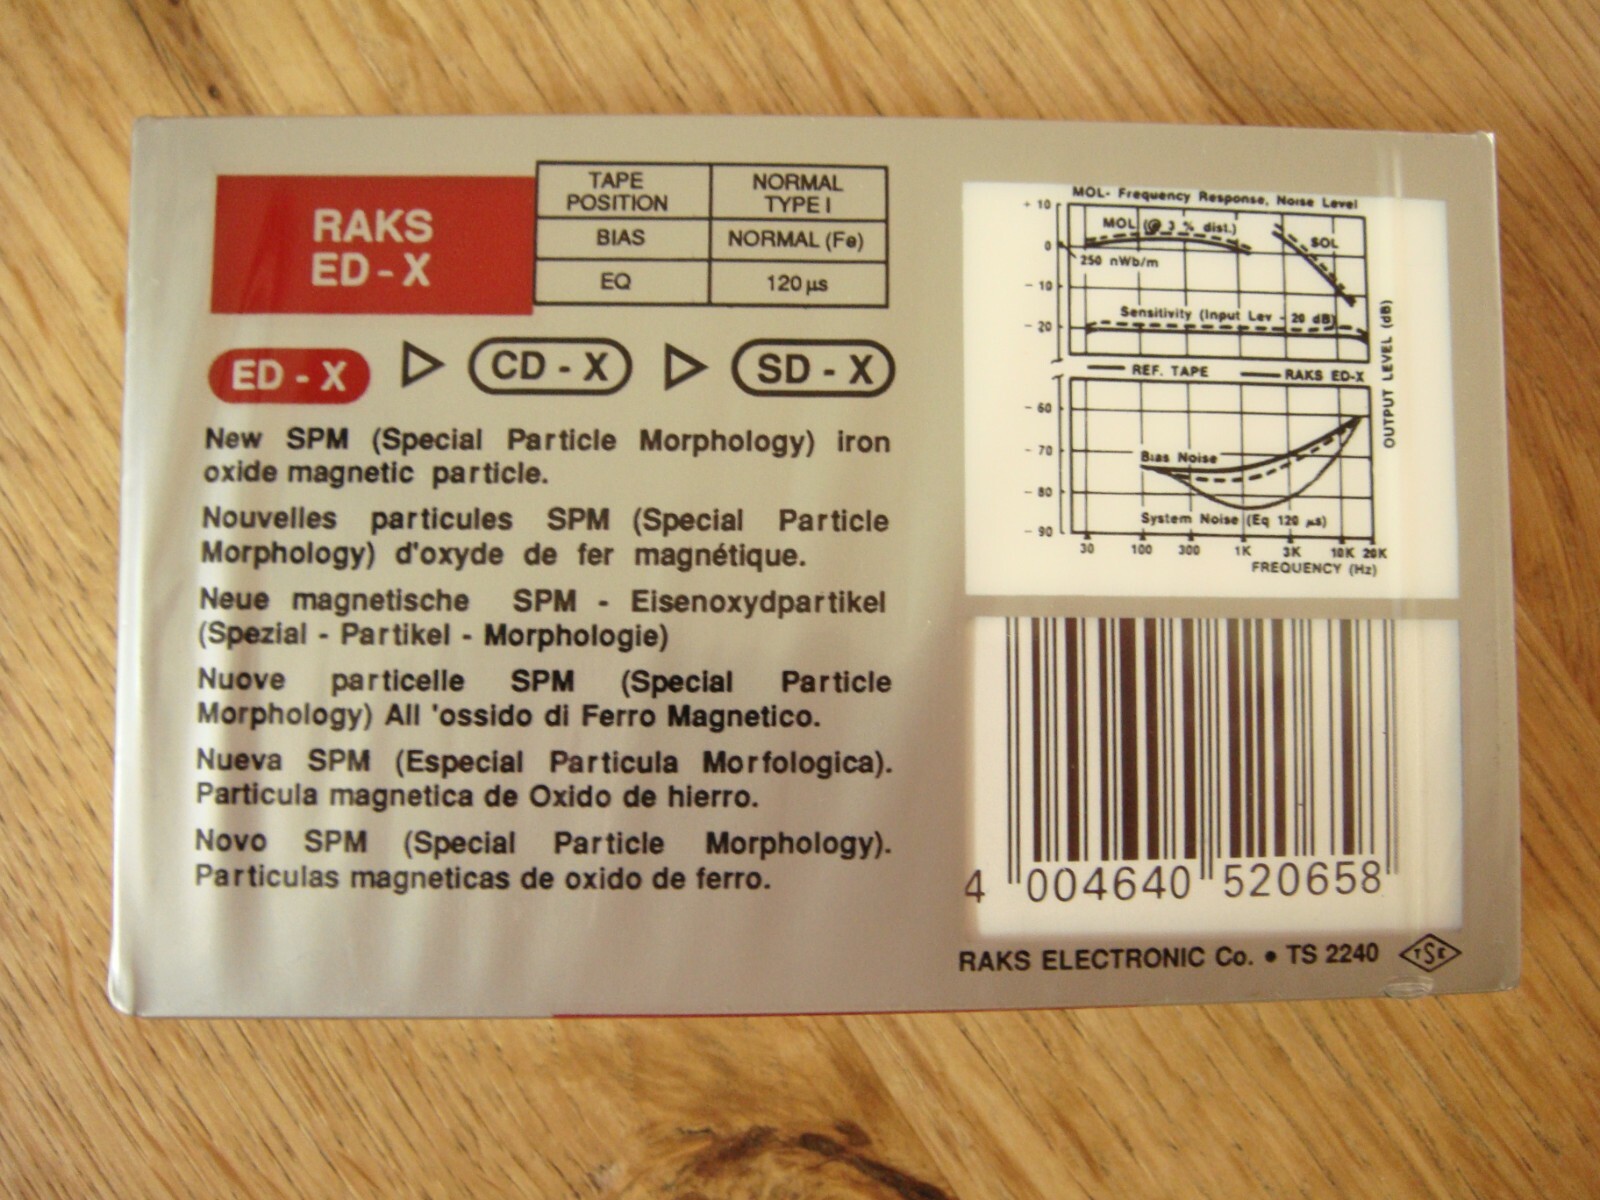 RAKS
ED - X
TAPE POSITION NORMAL TYPE I
BIAS NORMAL (Fe)
EQ 120 µs
ED - X CD - X SD - X
New SPM (Special Particle Morphology) iron
oxide magnetic particle.
Nouvelles particules SPM (Special Particle
Morphology) d'oxyde de fer magnétique.
Neue magnetische SPM - Eisenoxydpartikel
(Spezial - Partikel - Morphologie)
Nuove particelle SPM (Special Particle
Morphology) All 'ossido di Ferro Magnetico.
Nueva SPM (Especial Particula Morfologica).
Particula magnetica de Oxido de hierro.
Novo SPM (Special Particle Morphology).
Particulas magneticas de oxido de ferro.
MOL- Frequency Response, Noise Level
+ 10
MOL (@ 3 % dist.)
SOL
0
250 nWb/m
- 10
Sensitivity (Input Lev - 20 dB)
- 20
REF. TAPE RAKS ED-X
OUTPUT LEVEL (dB)
- 60
- 70
Bias Noise
- 80
System Noise (Eq 120 µs)
- 90
30 100 300 1K 3K 10K 20K
FREQUENCY (Hz)
4 004640 520658
RAKS ELECTRONIC Co. • TS 2240 TSE